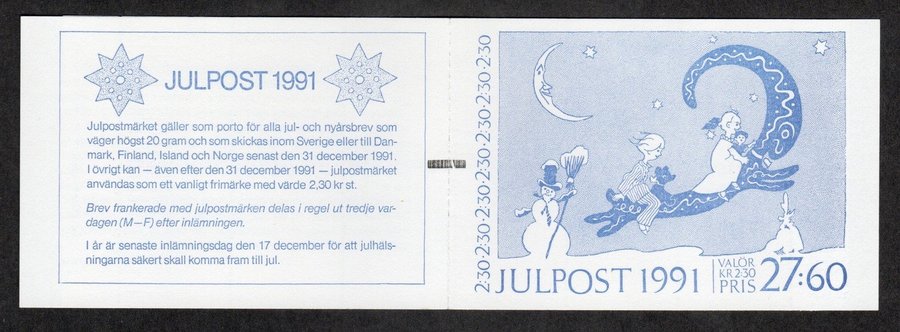 JULPOST 1991
Julpostmärket gäller som porto för alla jul- och nyårsbrev som
väger högst 20 gram och som skickas inom Sverige eller till Dan-
mark, Finland, Island och Norge senast den 31 december 1991.
I övrigt kan — även efter den 31 december 1991 — julpostmärket
användas som ett vanligt frimärke med värde 2,30 kr st.
Brev frankerade med julpostmärken delas i regel ut tredje var-
dagen (M—F) efter inlämningen.
I år är senaste inlämningsdag den 17 december för att julhäls-
ningarna säkert skall komma fram till jul.
2:30·2:30·2:30·2:30·2:30·2:30·2:30
JULPOST 1991
VALÖR
KR 2:30
PRIS
27:60